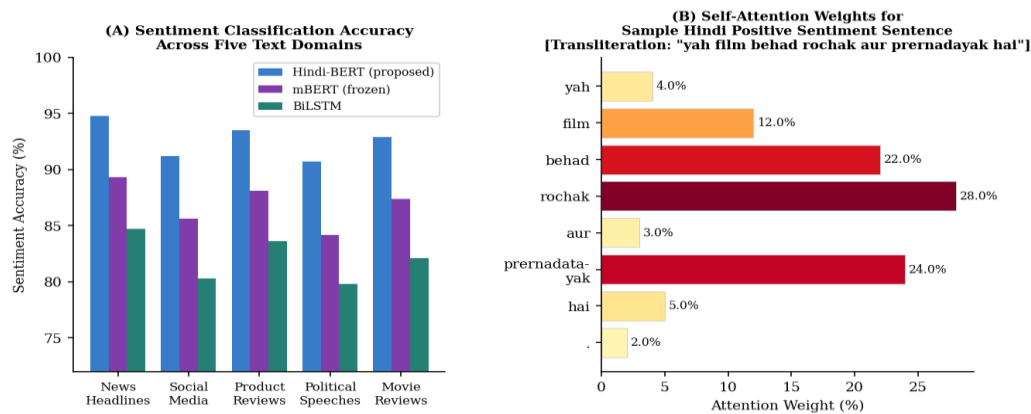 (A) Sentiment Classification Accuracy
Across Five Text Domains
Sentiment Accuracy (%)
100
95
90
85
80
75
Hindi-BERT (proposed)
mBERT (frozen)
BiLSTM
News
Headlines
Social
Media
Product
Reviews
Political
Speeches
Movie
Reviews
(B) Self-Attention Weights for
Sample Hindi Positive Sentiment Sentence
[Transliteration: "yah film behad rochak aur prernadayak hai"]
yah
4.0%
film
12.0%
behad
22.0%
rochak
28.0%
aur
3.0%
prernadata-
yak
24.0%
hai
5.0%
.
2.0%
0
5
10
15
20
25
Attention Weight (%)